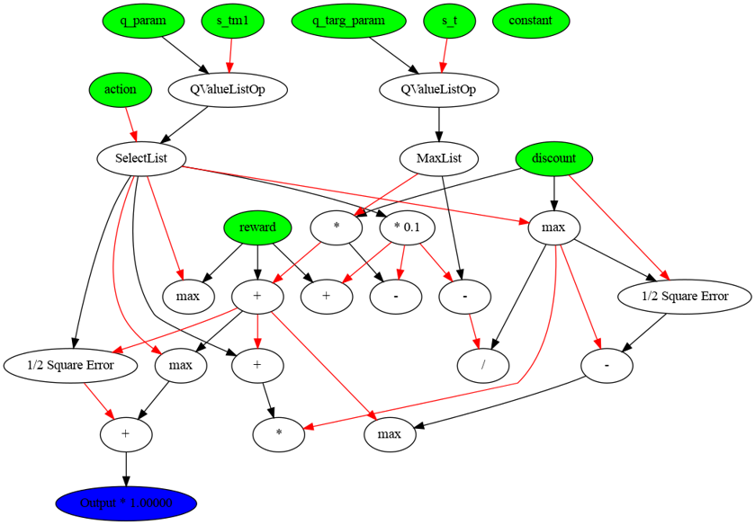 q_param
s_tm1
q_targ_param
s_t
constant
action
QValueListOp
QValueListOp
SelectList
MaxList
discount
reward
*
* 0.1
max
max
+
+
-
-
1/2 Square Error
1/2 Square Error
max
+
/
-
+
*
max
Output * 1.00000